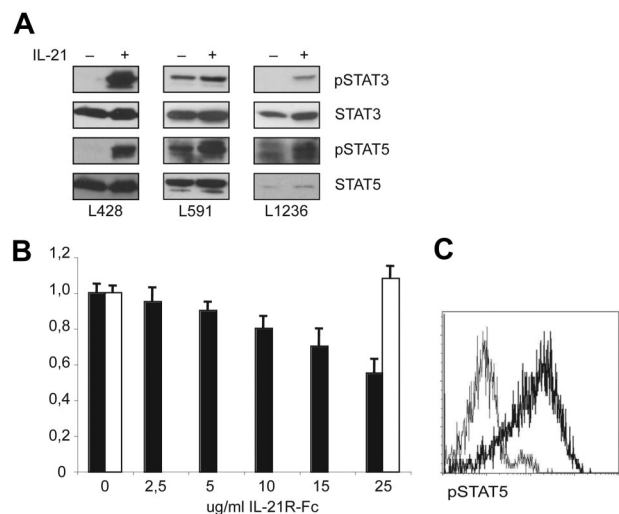 A
IL-21 – + – + – +
pSTAT3
STAT3
pSTAT5
STAT5
L428 L591 L1236
B
1,2
1,0
0,8
0,6
0,4
0,2
0
0 2,5 5 10 15 25
ug/ml IL-21R-Fc
C
pSTAT5